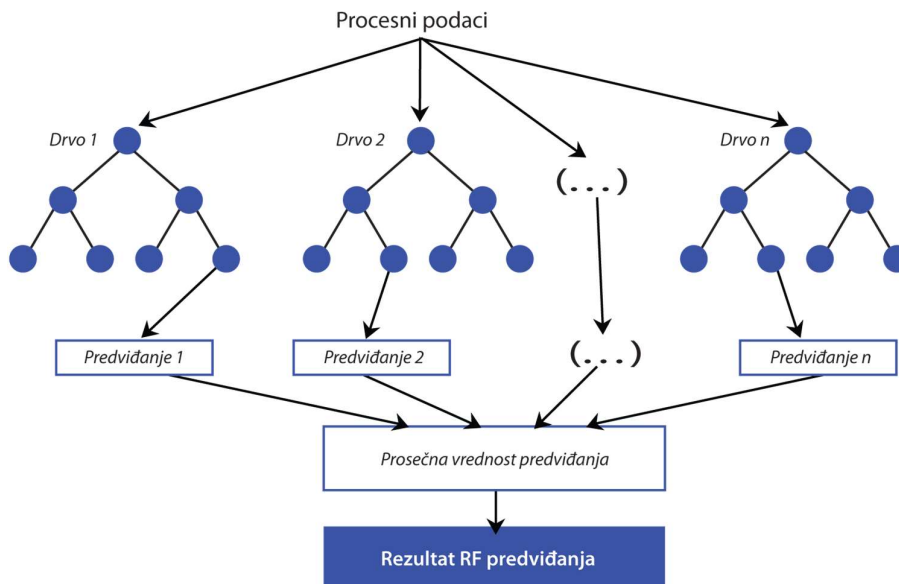 Procesni podaci
Drvo 1
Drvo 2
(...)
Drvo n
Predviđanje 1
Predviđanje 2
(...)
Predviđanje n
Prosečna vrednost predviđanja
Rezultat RF predviđanja